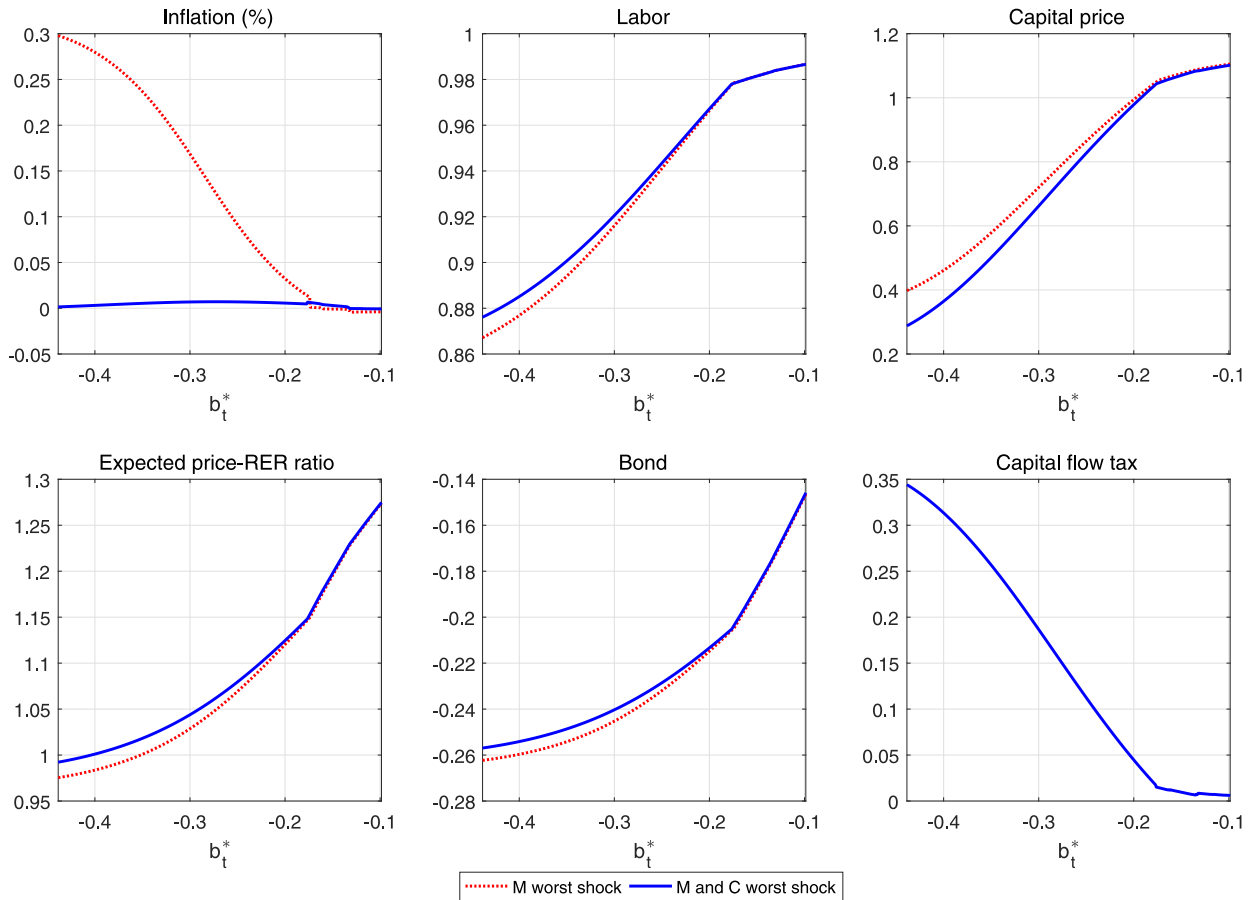 Inflation (%)
0.3
0.25
0.2
0.15
0.1
0.05
0
-0.05
-0.4 -0.3 -0.2 -0.1
b_t^*
Labor
1
0.98
0.96
0.94
0.92
0.9
0.88
0.86
-0.4 -0.3 -0.2 -0.1
b_t^*
Capital price
1.2
1
0.8
0.6
0.4
0.2
-0.4 -0.3 -0.2 -0.1
b_t^*
Expected price-RER ratio
1.3
1.25
1.2
1.15
1.1
1.05
1
0.95
-0.4 -0.3 -0.2 -0.1
b_t^*
Bond
-0.14
-0.16
-0.18
-0.2
-0.22
-0.24
-0.26
-0.28
-0.4 -0.3 -0.2 -0.1
b_t^*
Capital flow tax
0.35
0.3
0.25
0.2
0.15
0.1
0.05
0
-0.4 -0.3 -0.2 -0.1
b_t^*
M worst shock M and C worst shock